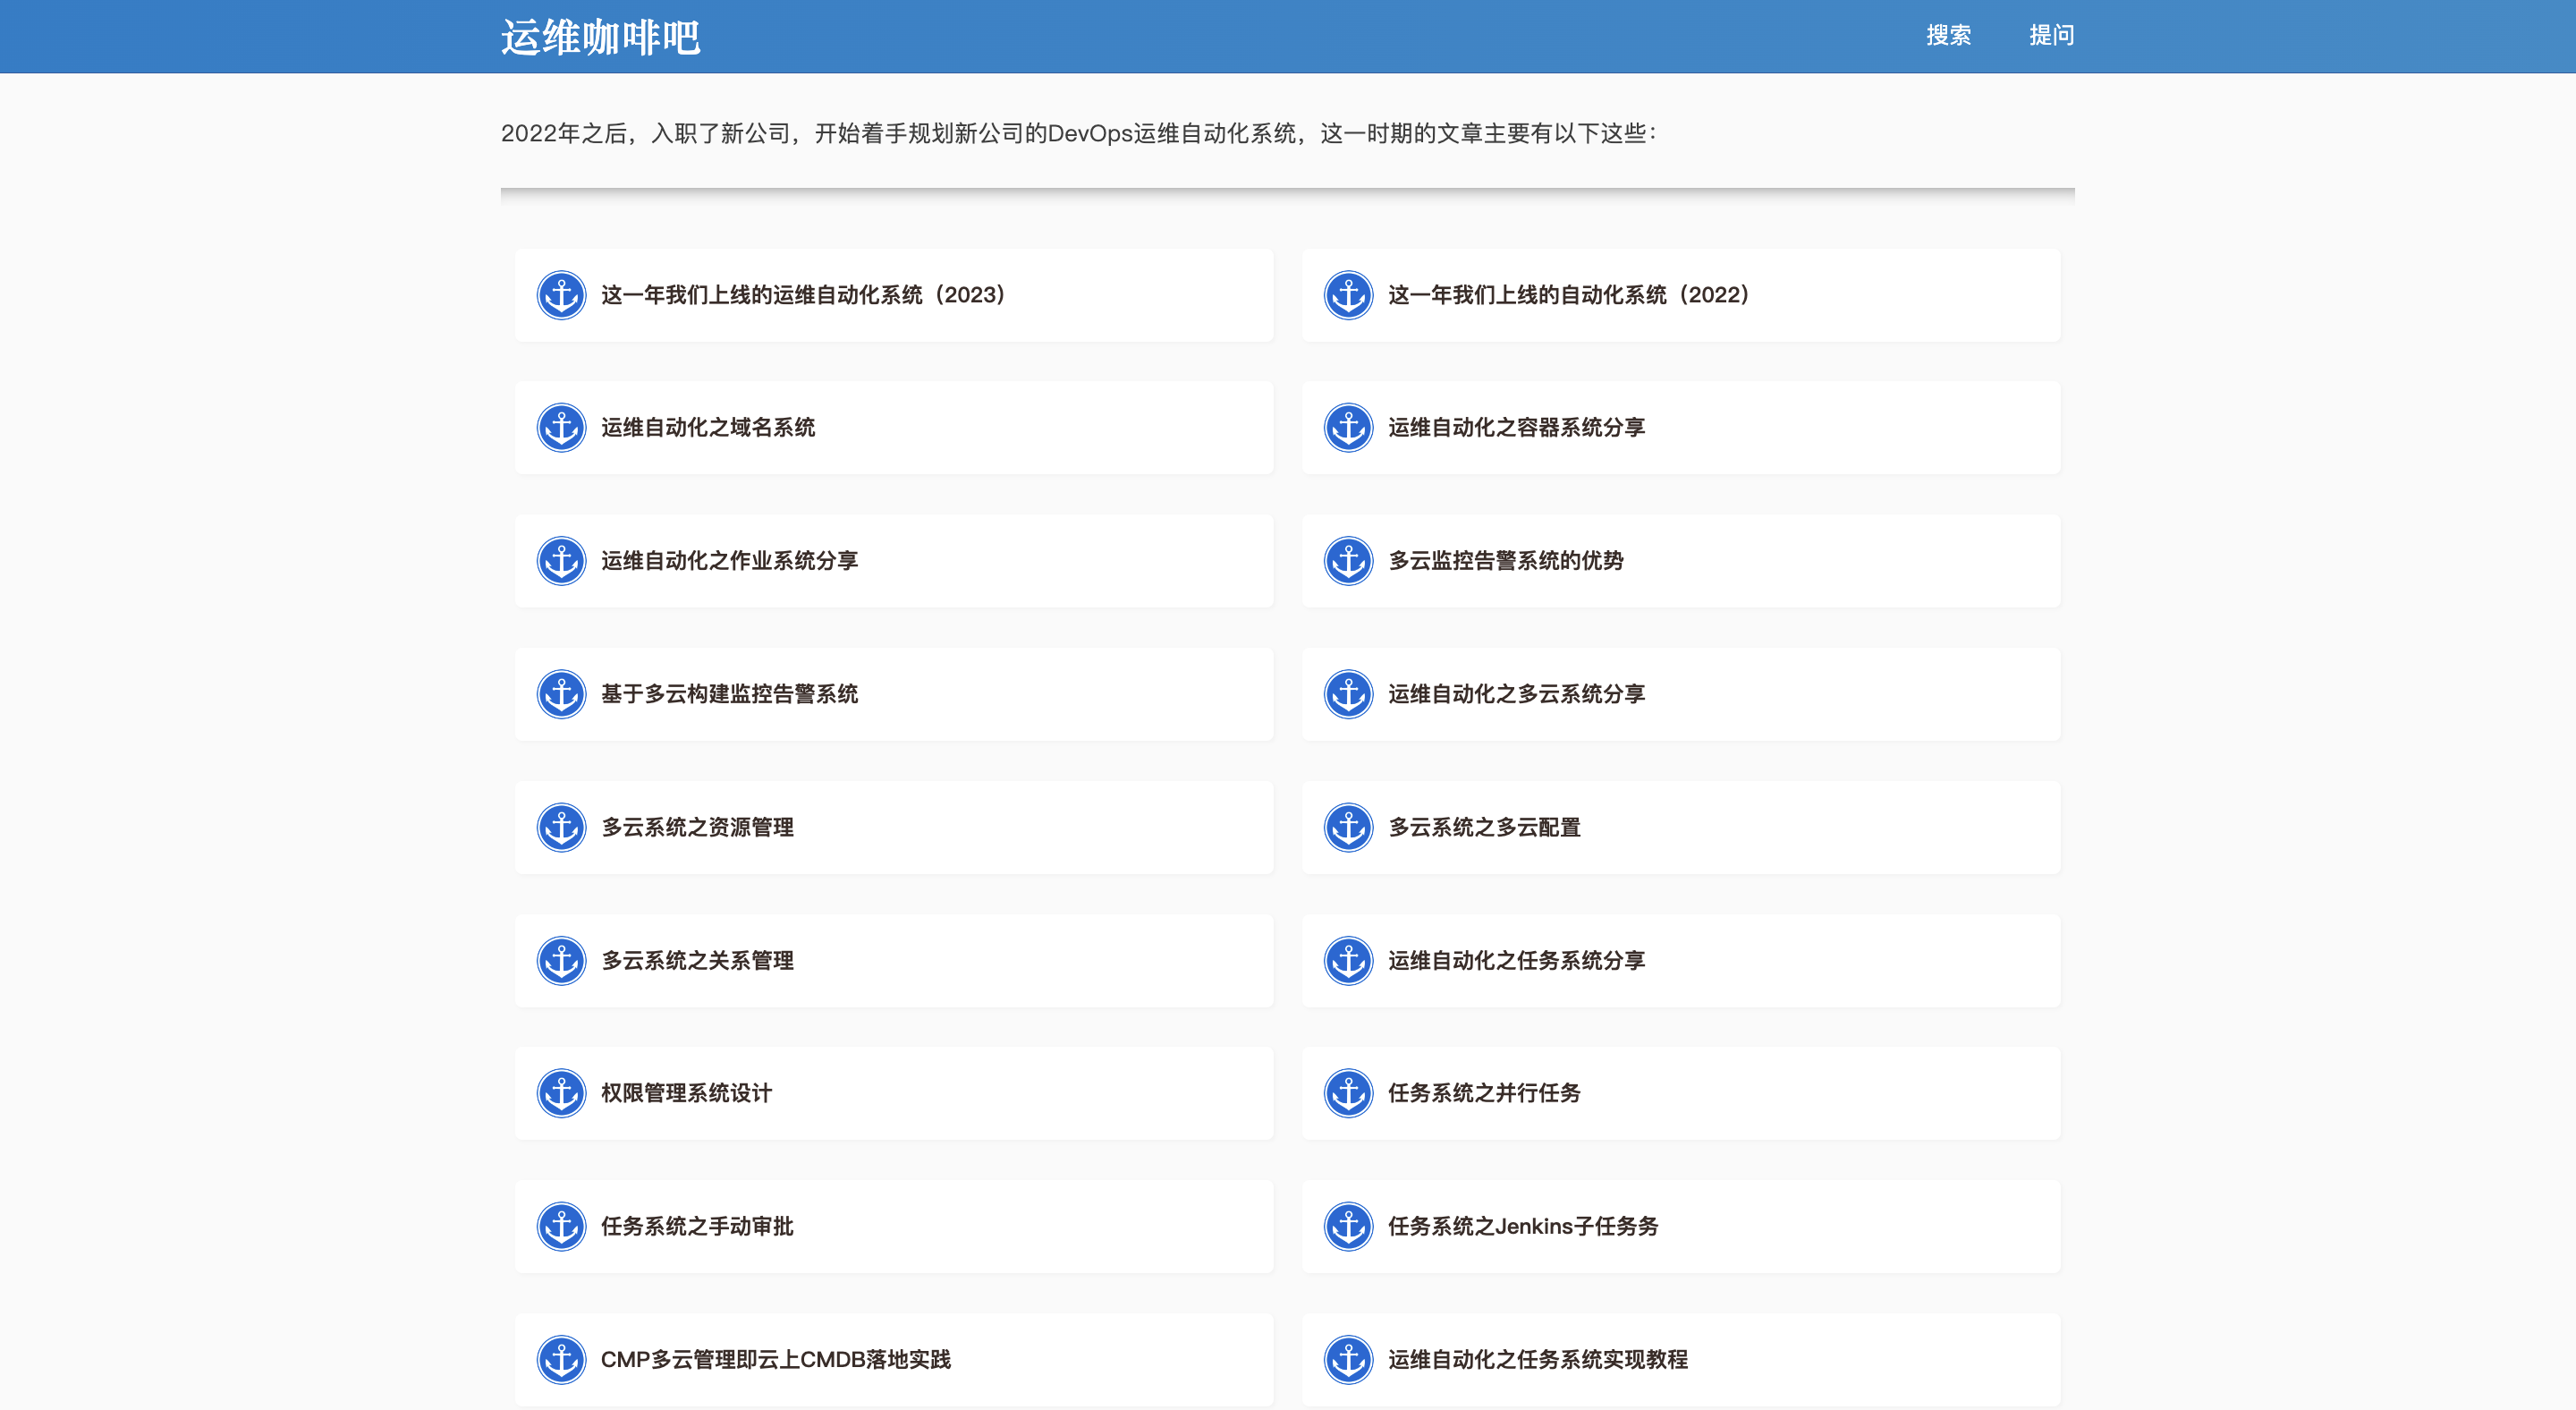 运维咖啡吧
搜索 提问
2022年之后，入职了新公司，开始着手规划新公司的DevOps运维自动化系统，这一时期的文章主要有以下这些：
这一年我们上线的运维自动化系统（2023）
这一年我们上线的自动化系统（2022）
运维自动化之域名系统
运维自动化之容器系统分享
运维自动化之作业系统分享
多云监控告警系统的优势
基于多云构建监控告警系统
运维自动化之多云系统分享
多云系统之资源管理
多云系统之多云配置
多云系统之关系管理
运维自动化之任务系统分享
权限管理系统设计
任务系统之并行任务
任务系统之手动审批
任务系统之Jenkins子任务务
CMP多云管理即云上CMDB落地实践
运维自动化之任务系统实现教程